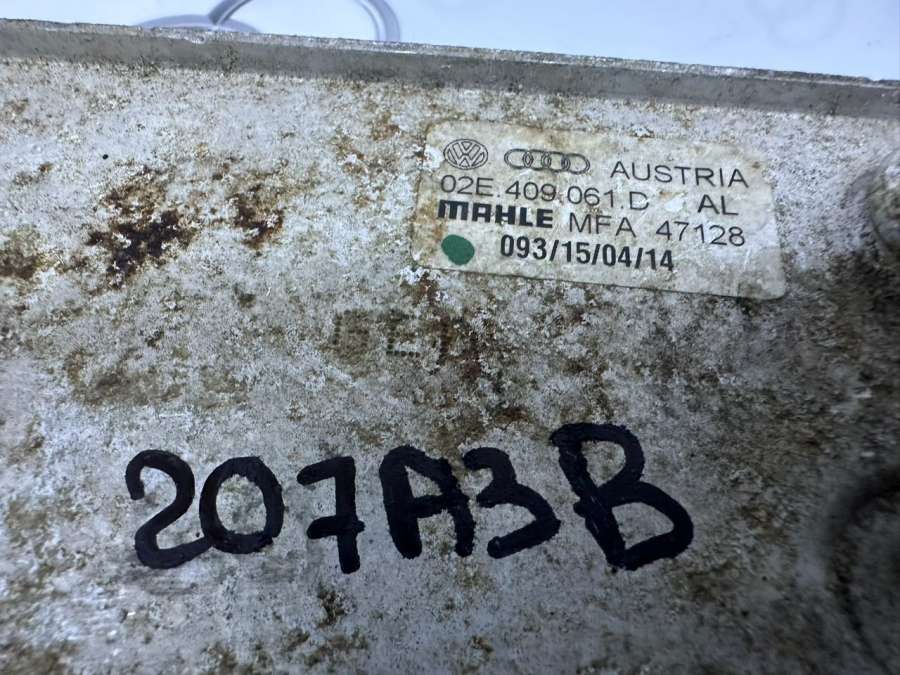 AUSTRIA
02E.409.061 D AL
MAHLE MFA 47128
093/15/04/14
207A3B